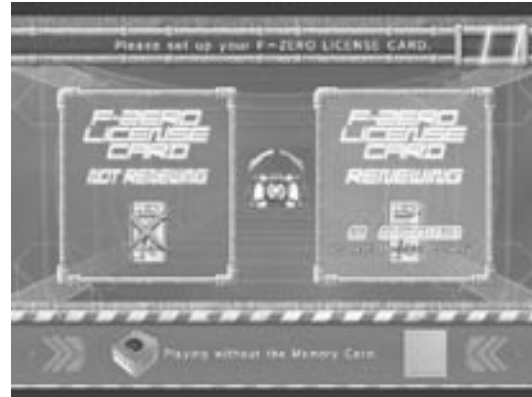 Please set up your F-ZERO LICENSE CARD.
F-ZERO
LICENSE
CARD
NOT RENEWING
F-ZERO
LICENSE
CARD
RENEWING
Playing without the Memory Card.